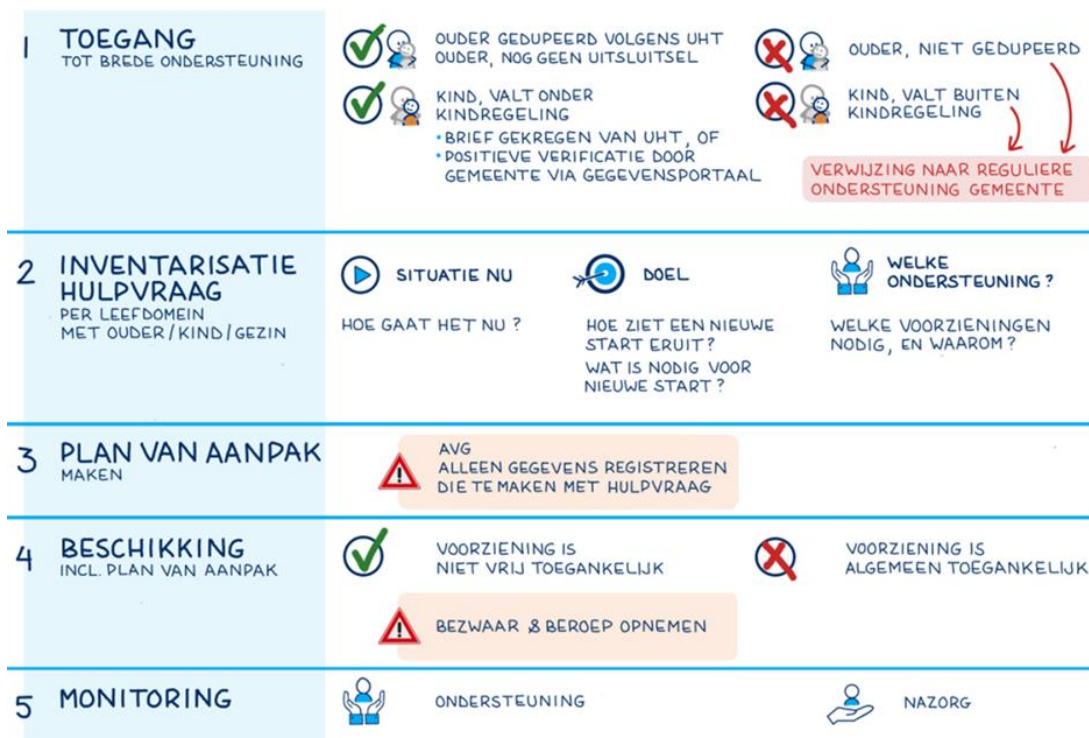 1 TOEGANG
TOT BREDE ONDERSTEUNING
OUDER GEDUPEERD VOLGENS UHT
OUDER, NOG GEEN UITSLUITSEL
KIND, VALT ONDER
KINDREGELING
• BRIEF GEKREGEN VAN UHT, OF
• POSITIEVE VERIFICATIE DOOR
GEMEENTE VIA GEGEVENSPORTAAL
OUDER, NIET GEDUPEERD
KIND, VALT BUITEN
KINDREGELING
VERWIJZING NAAR REGULIERE
ONDERSTEUNING GEMEENTE
2 INVENTARISATIE
HULPVRAAG
PER LEEFDOMEIN
MET OUDER/KIND/GEZIN
SITUATIE NU
HOE GAAT HET NU?
DOEL
HOE ZIET EEN NIEUWE
START ERUIT?
WAT IS NODIG VOOR
NIEUWE START?
WELKE
ONDERSTEUNING?
WELKE VOORZIENINGEN
NODIG, EN WAAROM?
3 PLAN VAN AANPAK
MAKEN
AVG
ALLEEN GEGEVENS REGISTREREN
DIE TE MAKEN MET HULPVRAAG
4 BESCHIKKING
INCL. PLAN VAN AANPAK
VOORZIENING IS
NIET VRIJ TOEGANKELIJK
VOORZIENING IS
ALGEMEEN TOEGANKELIJK
BEZWAAR & BEROEP OPNEMEN
5 MONITORING
ONDERSTEUNING
NAZORG